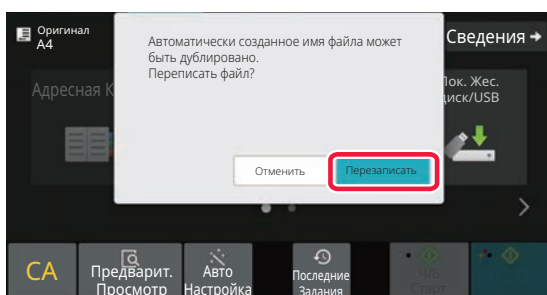 Оригинал
A4
Сведения
Автоматически созданное имя файла может
быть дублировано.
Переписать файл?
Адресная К
Лок. Жес.
диск/USB
Отменить
Перезаписать
CA
Предварит.
Просмотр
Авто
Настройка
Последние
Задания
Ч/Б
Старт